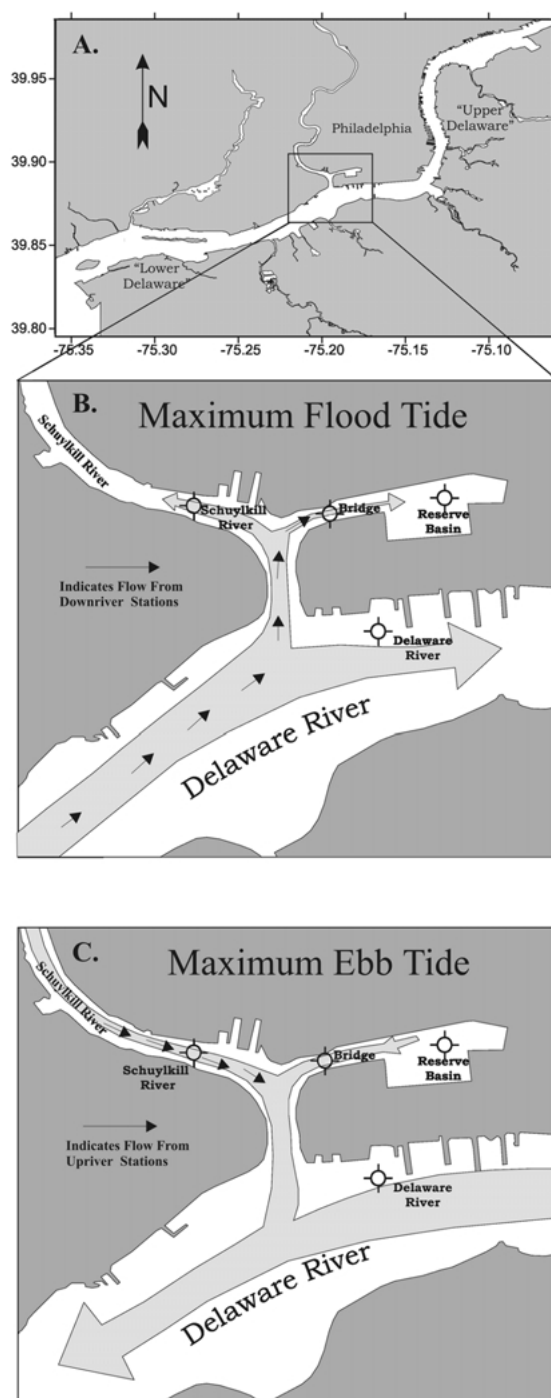 A.
N
39.95
39.90
39.85
39.80
Philadelphia
"Upper
Delaware"
"Lower
Delaware"
-75.35
-75.30
-75.25
-75.20
-75.15
-75.10
B.
Maximum Flood Tide
Schuylkill River
Schuylkill
River
Bridge
Reserve
Basin
Indicates Flow From
Downriver Stations
Delaware
River
Delaware River
C.
Maximum Ebb Tide
Schuylkill River
Schuylkill
River
Bridge
Reserve
Basin
Indicates Flow From
Upriver Stations
Delaware
River
Delaware River